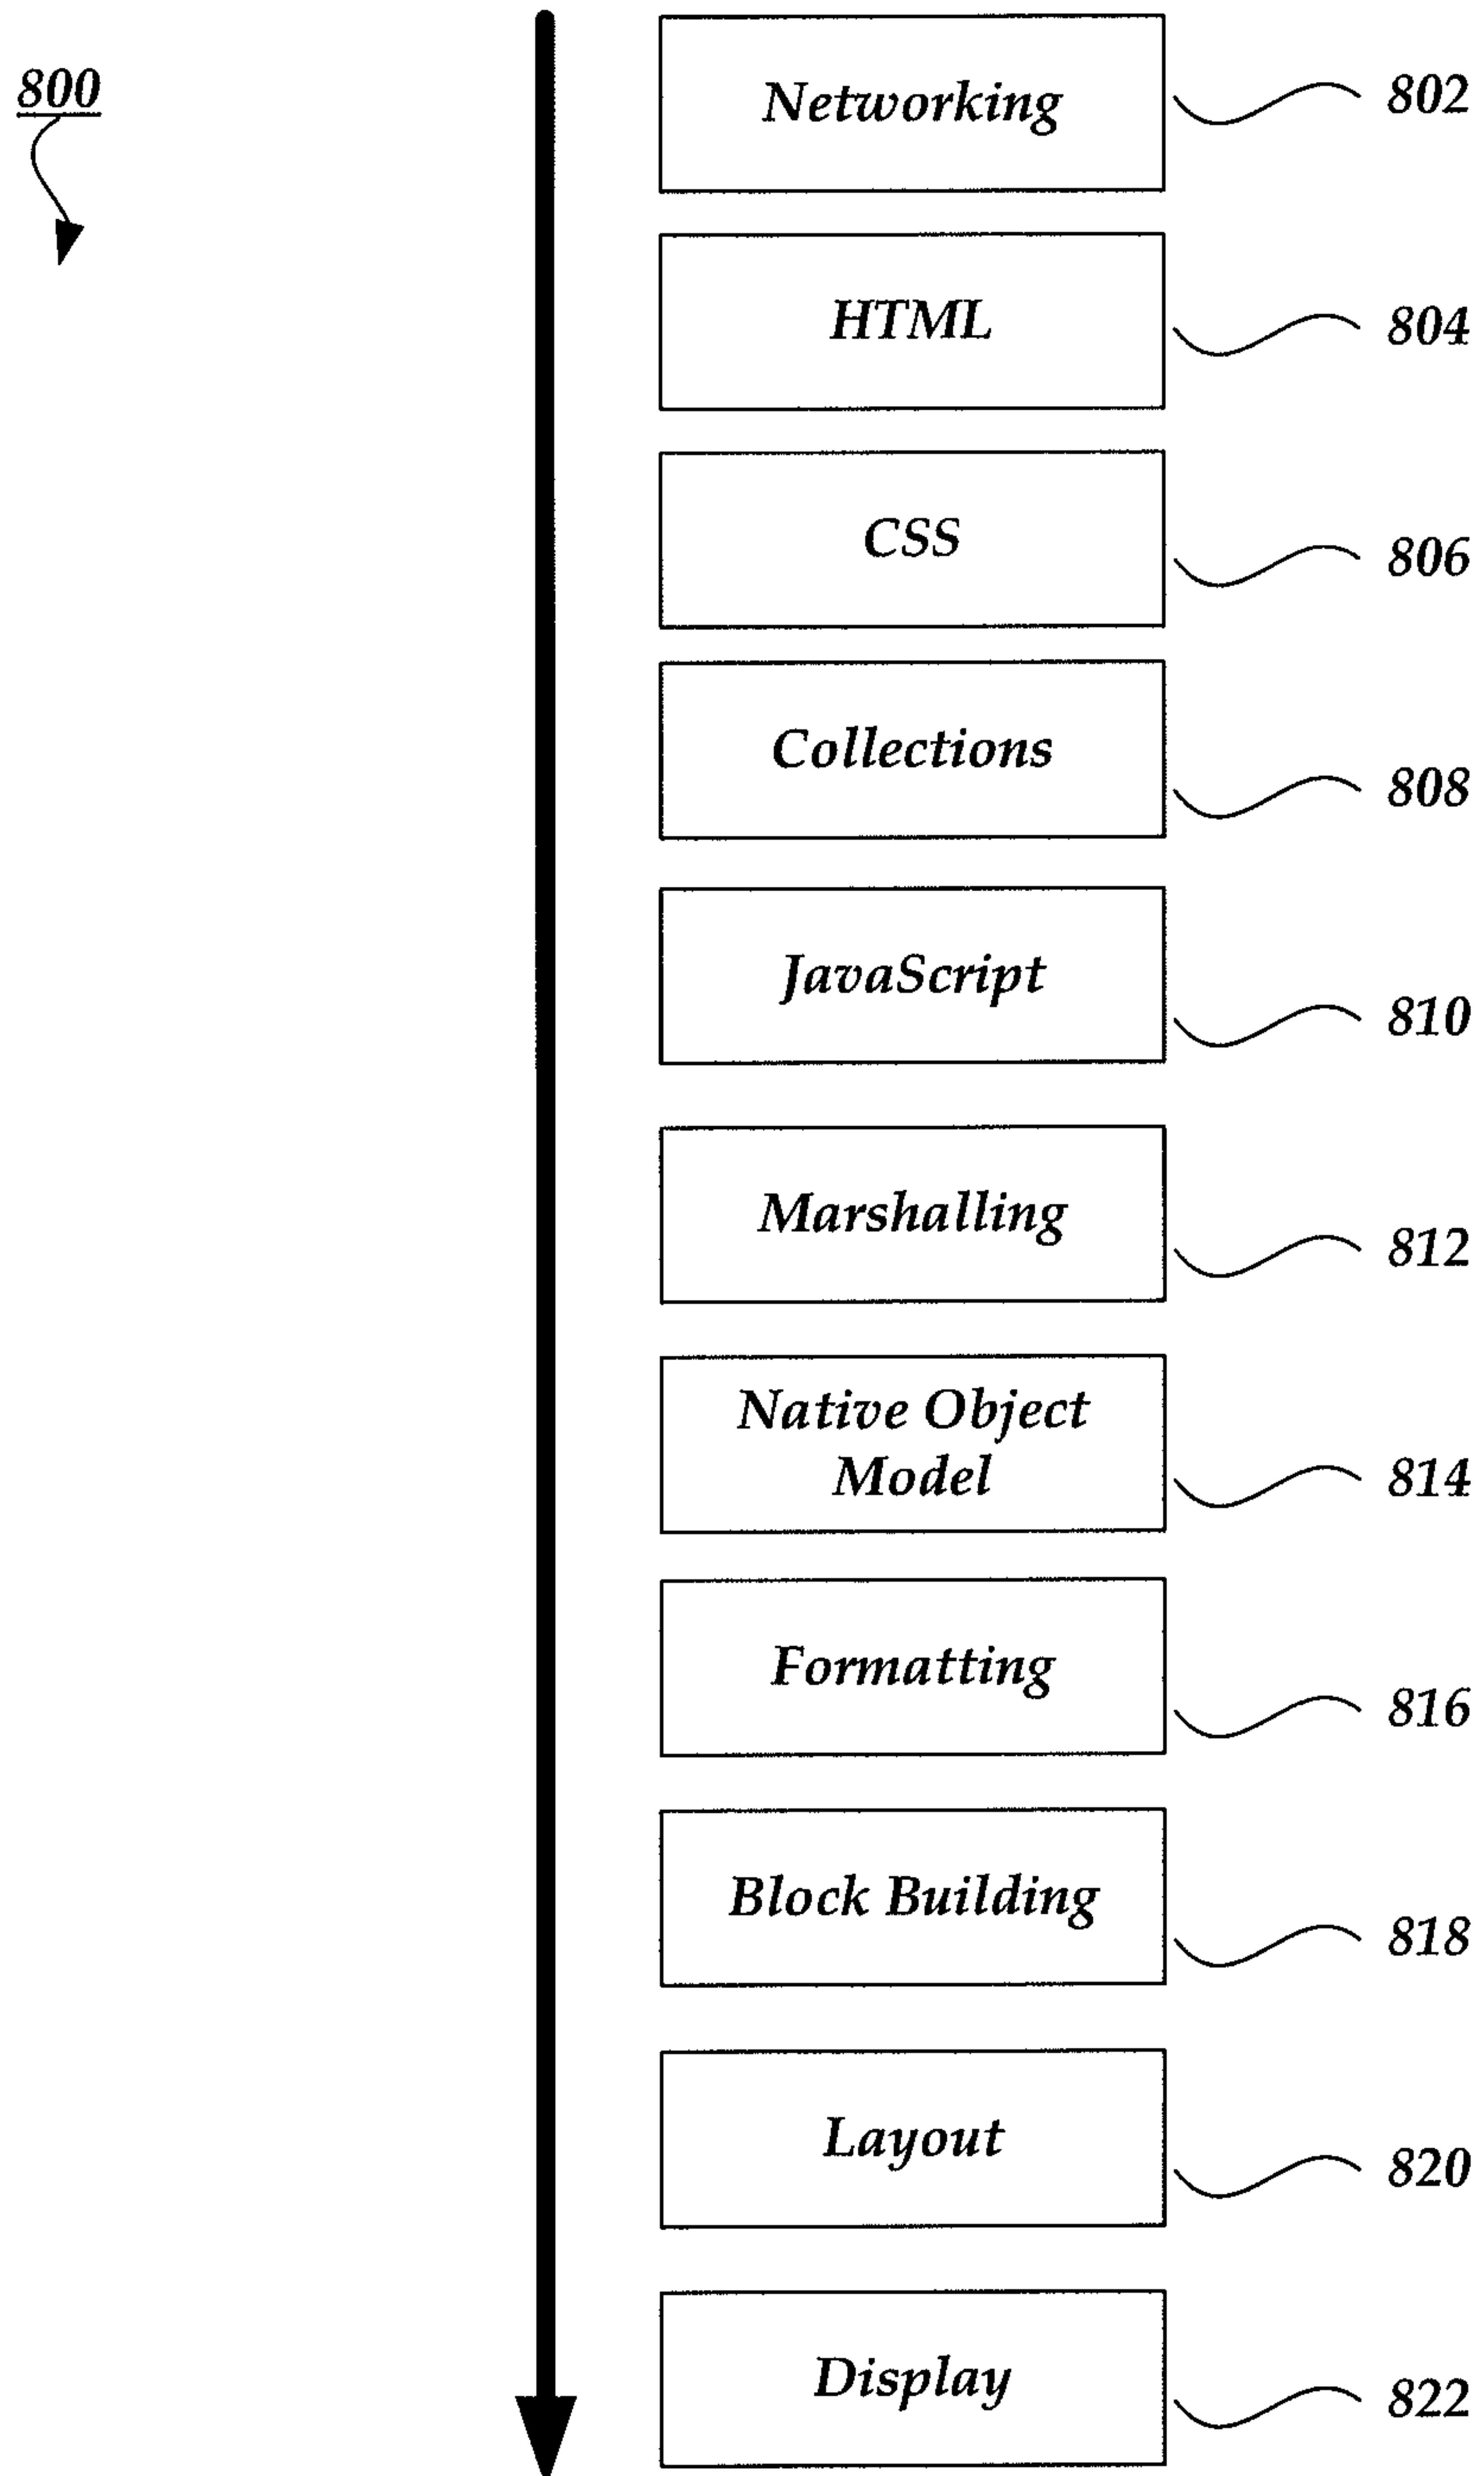 800
Networking
802
HTML
804
CSS
806
Collections
808
JavaScript
810
Marshalling
812
Native Object
Model
814
Formatting
816
Block Building
818
Layout
820
Display
822